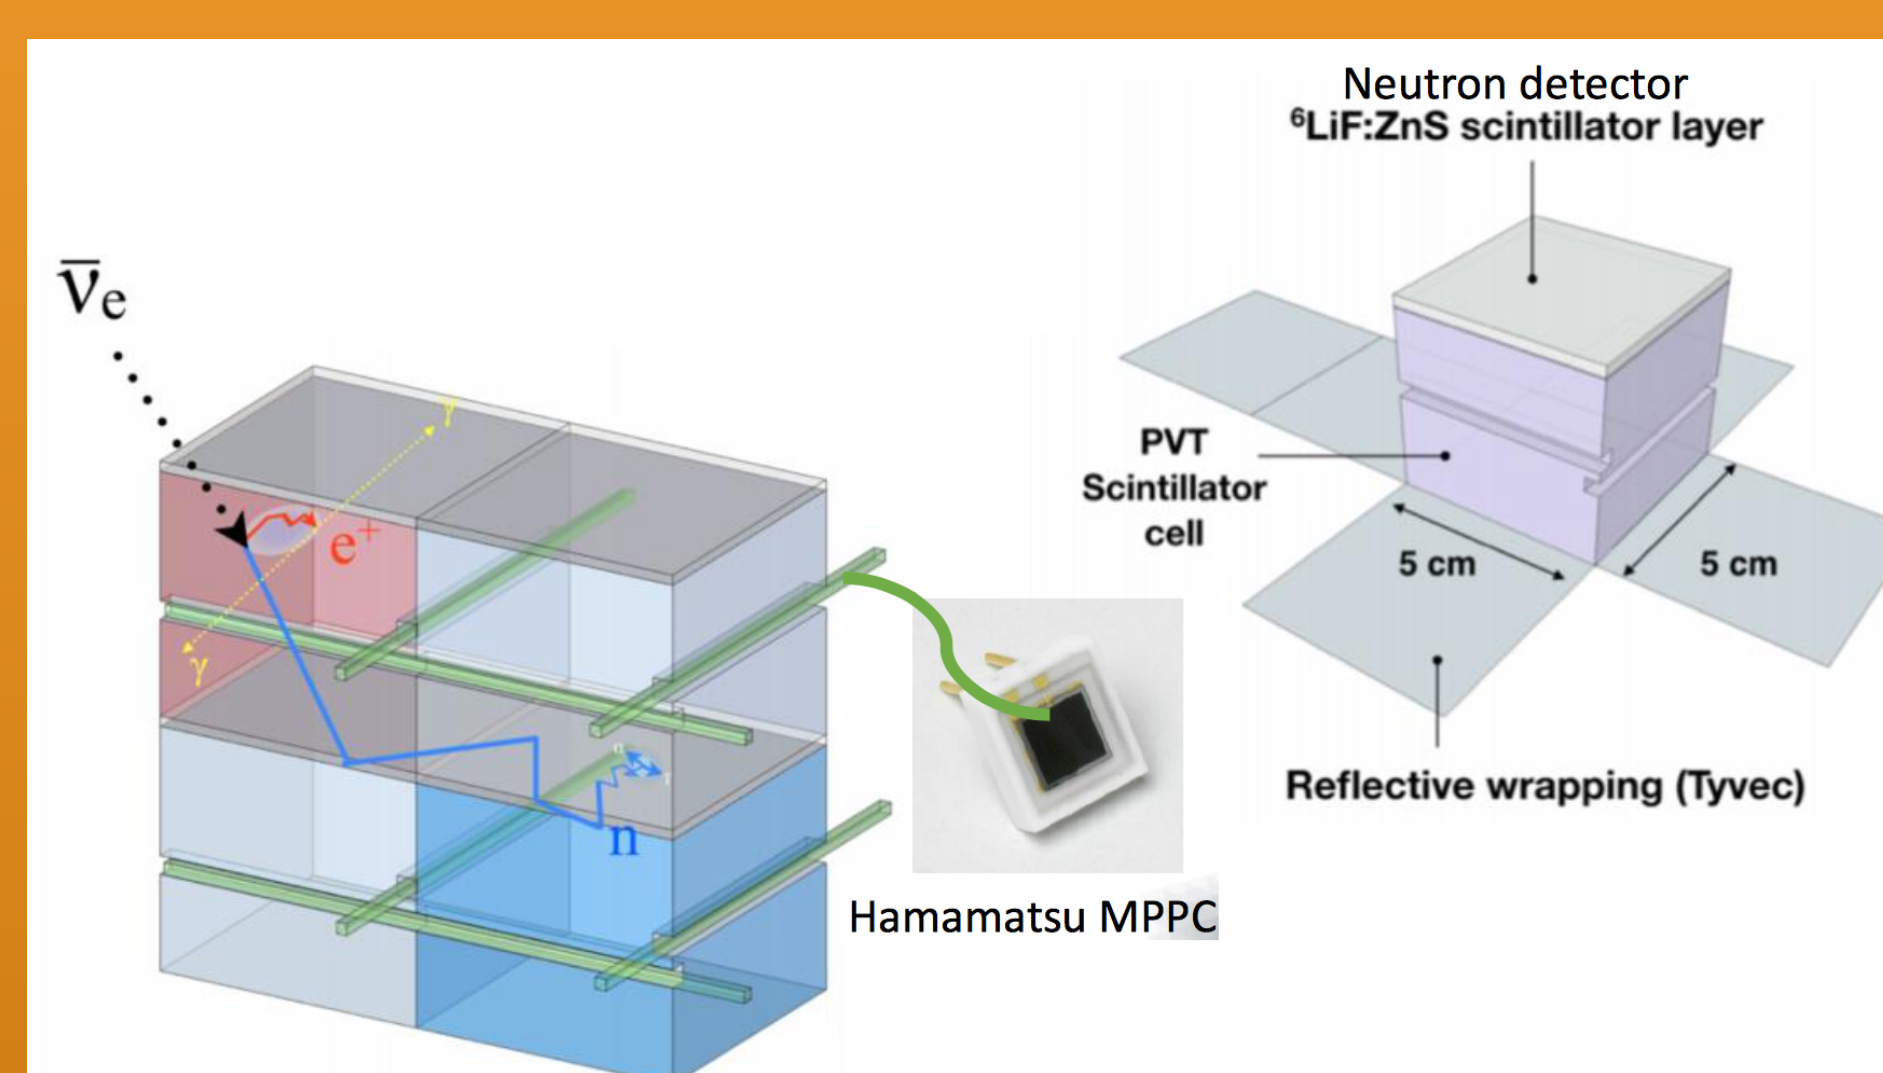 Neutron detector
⁶LiF:ZnS scintillator layer
ν̄e
γ
e⁺
γ
n
PVT
Scintillator
cell
5 cm
5 cm
Reflective wrapping (Tyvec)
Hamamatsu MPPC